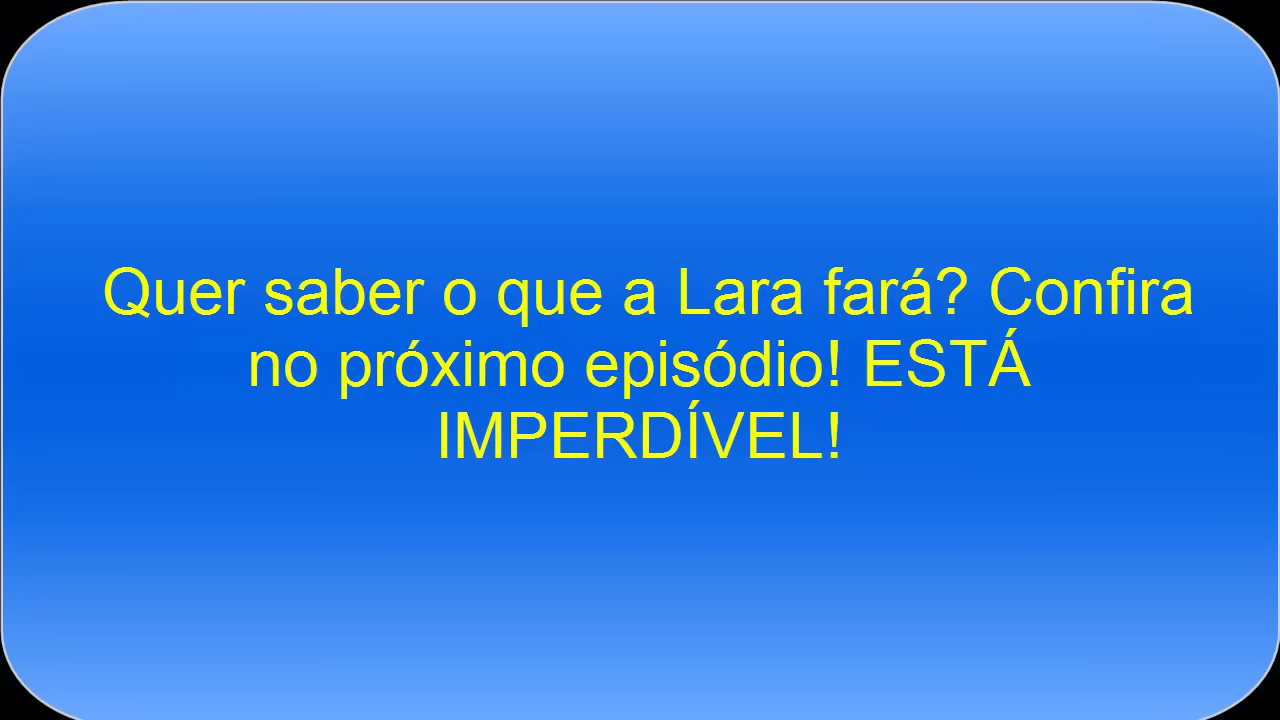 Quer saber o que a Lara fará? Confira
no próximo episódio! ESTÁ
IMPERDÍVEL!